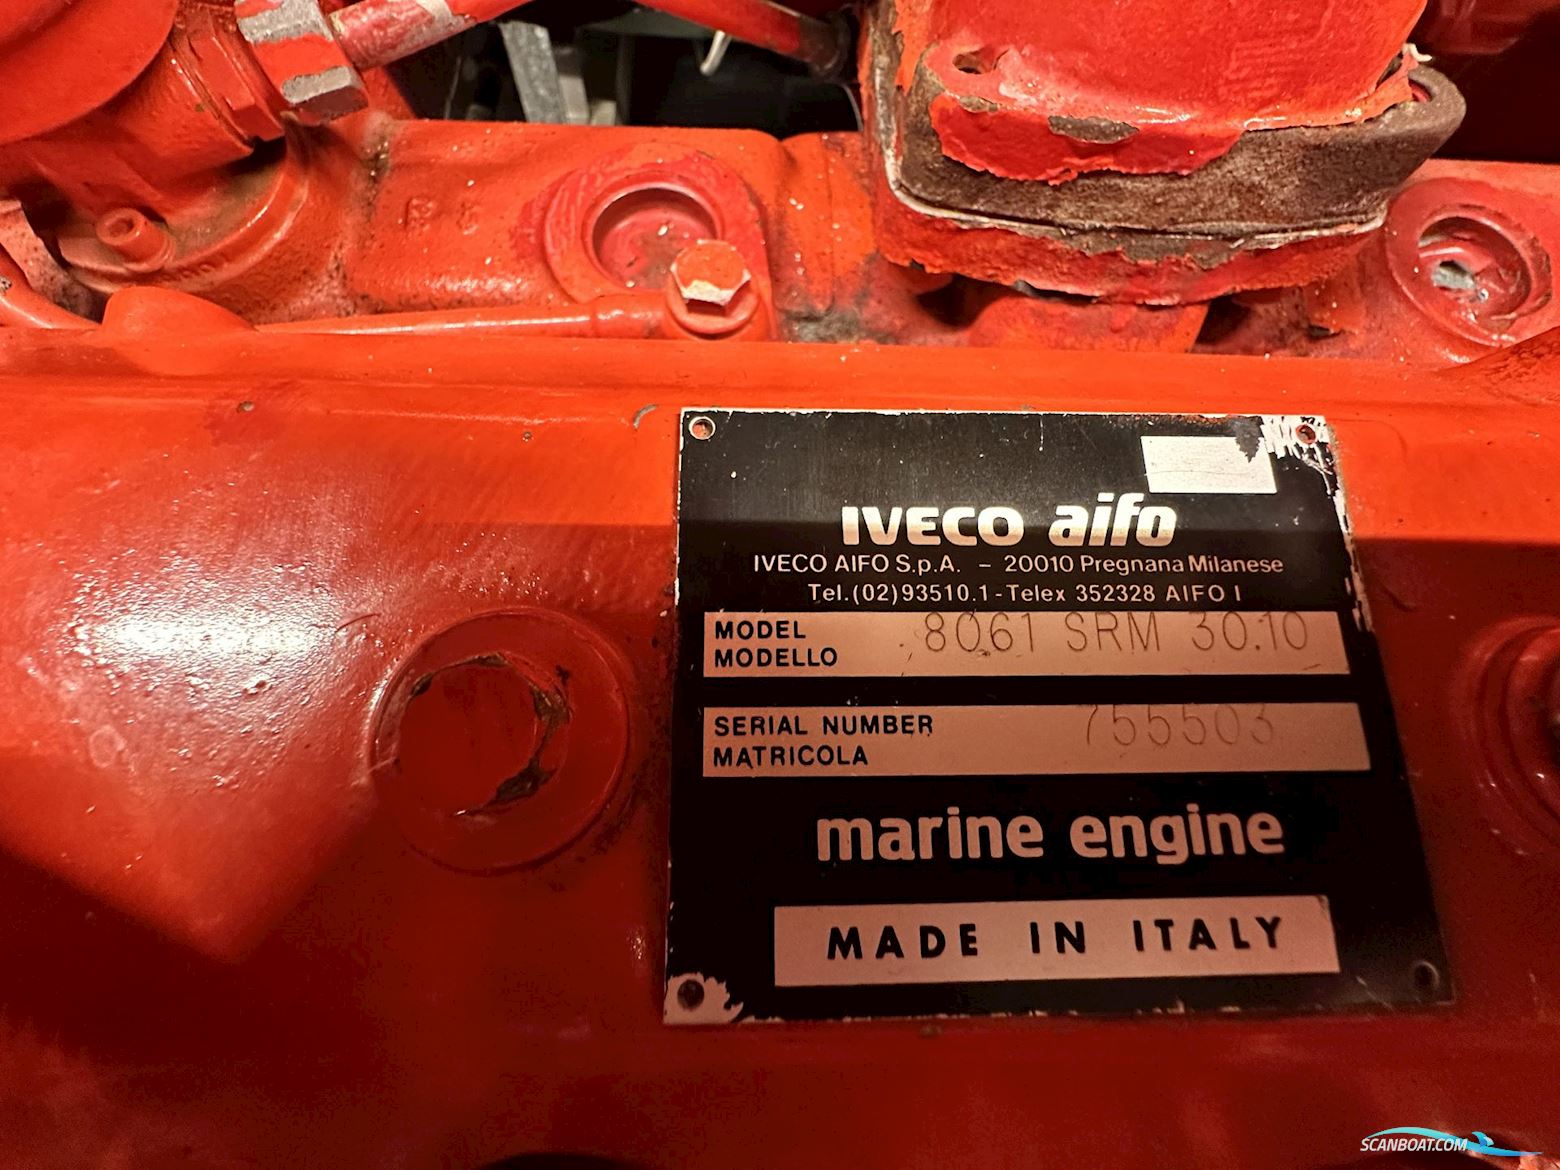 IVECO aifo
IVECO AIFO S.p.A. – 20010 Pregnana Milanese
Tel.(02)93510.1-Telex 352328 AIFO I
MODEL
MODELLO
8061 SRM 30.10
SERIAL NUMBER
MATRICOLA
755503
marine engine
MADE IN ITALY
SCANBOAT.COM